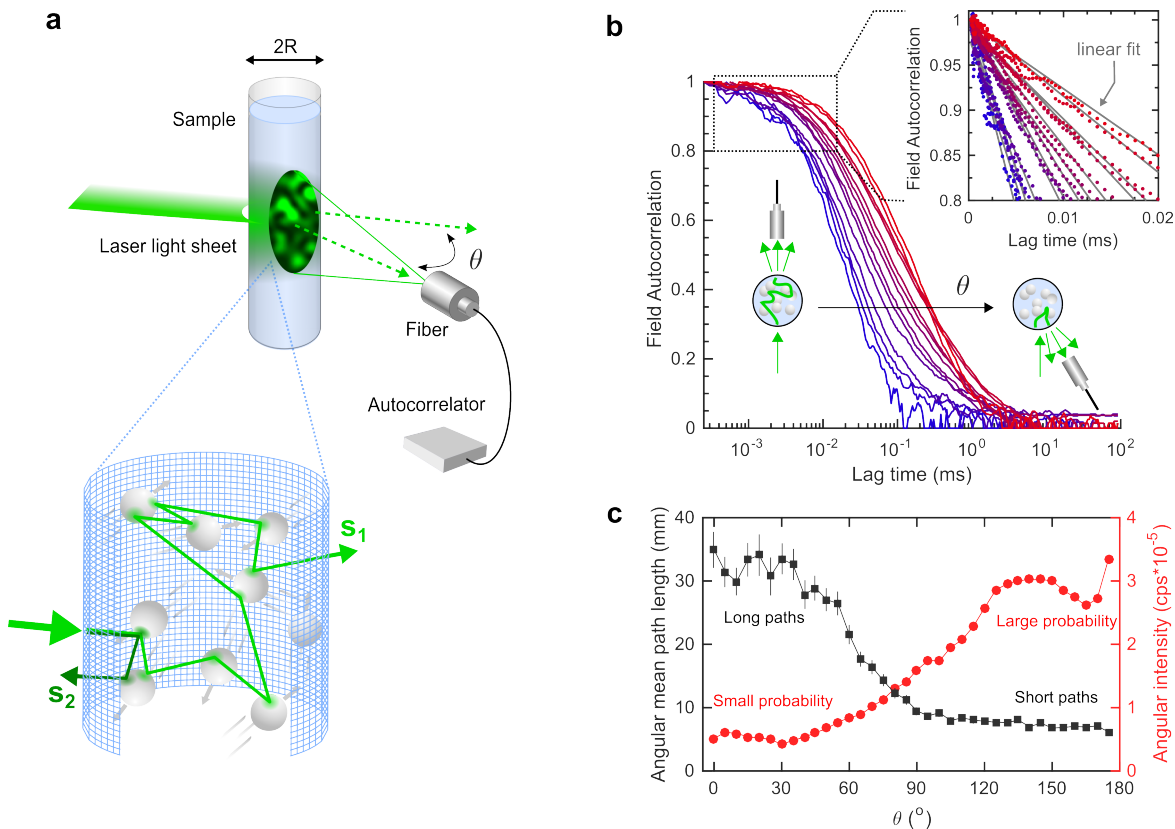 a
2R
Sample
Laser light sheet
θ
Fiber
Autocorrelator
s1
s2
b
Field Autocorrelation
1
0.8
0.6
0.4
0.2
0
10^-3
10^-2
10^-1
10^0
10^1
10^2
Lag time (ms)
θ
Field Autocorrelation
1
0.95
0.9
0.85
0.8
0
0.01
0.02
Lag time (ms)
linear fit
c
Angular mean path length (mm)
40
30
20
10
0
Long paths
Small probability
Large probability
Short paths
4
3
2
1
0
Angular intensity (cps*10^-5)
0
30
60
90
120
150
180
θ (°)